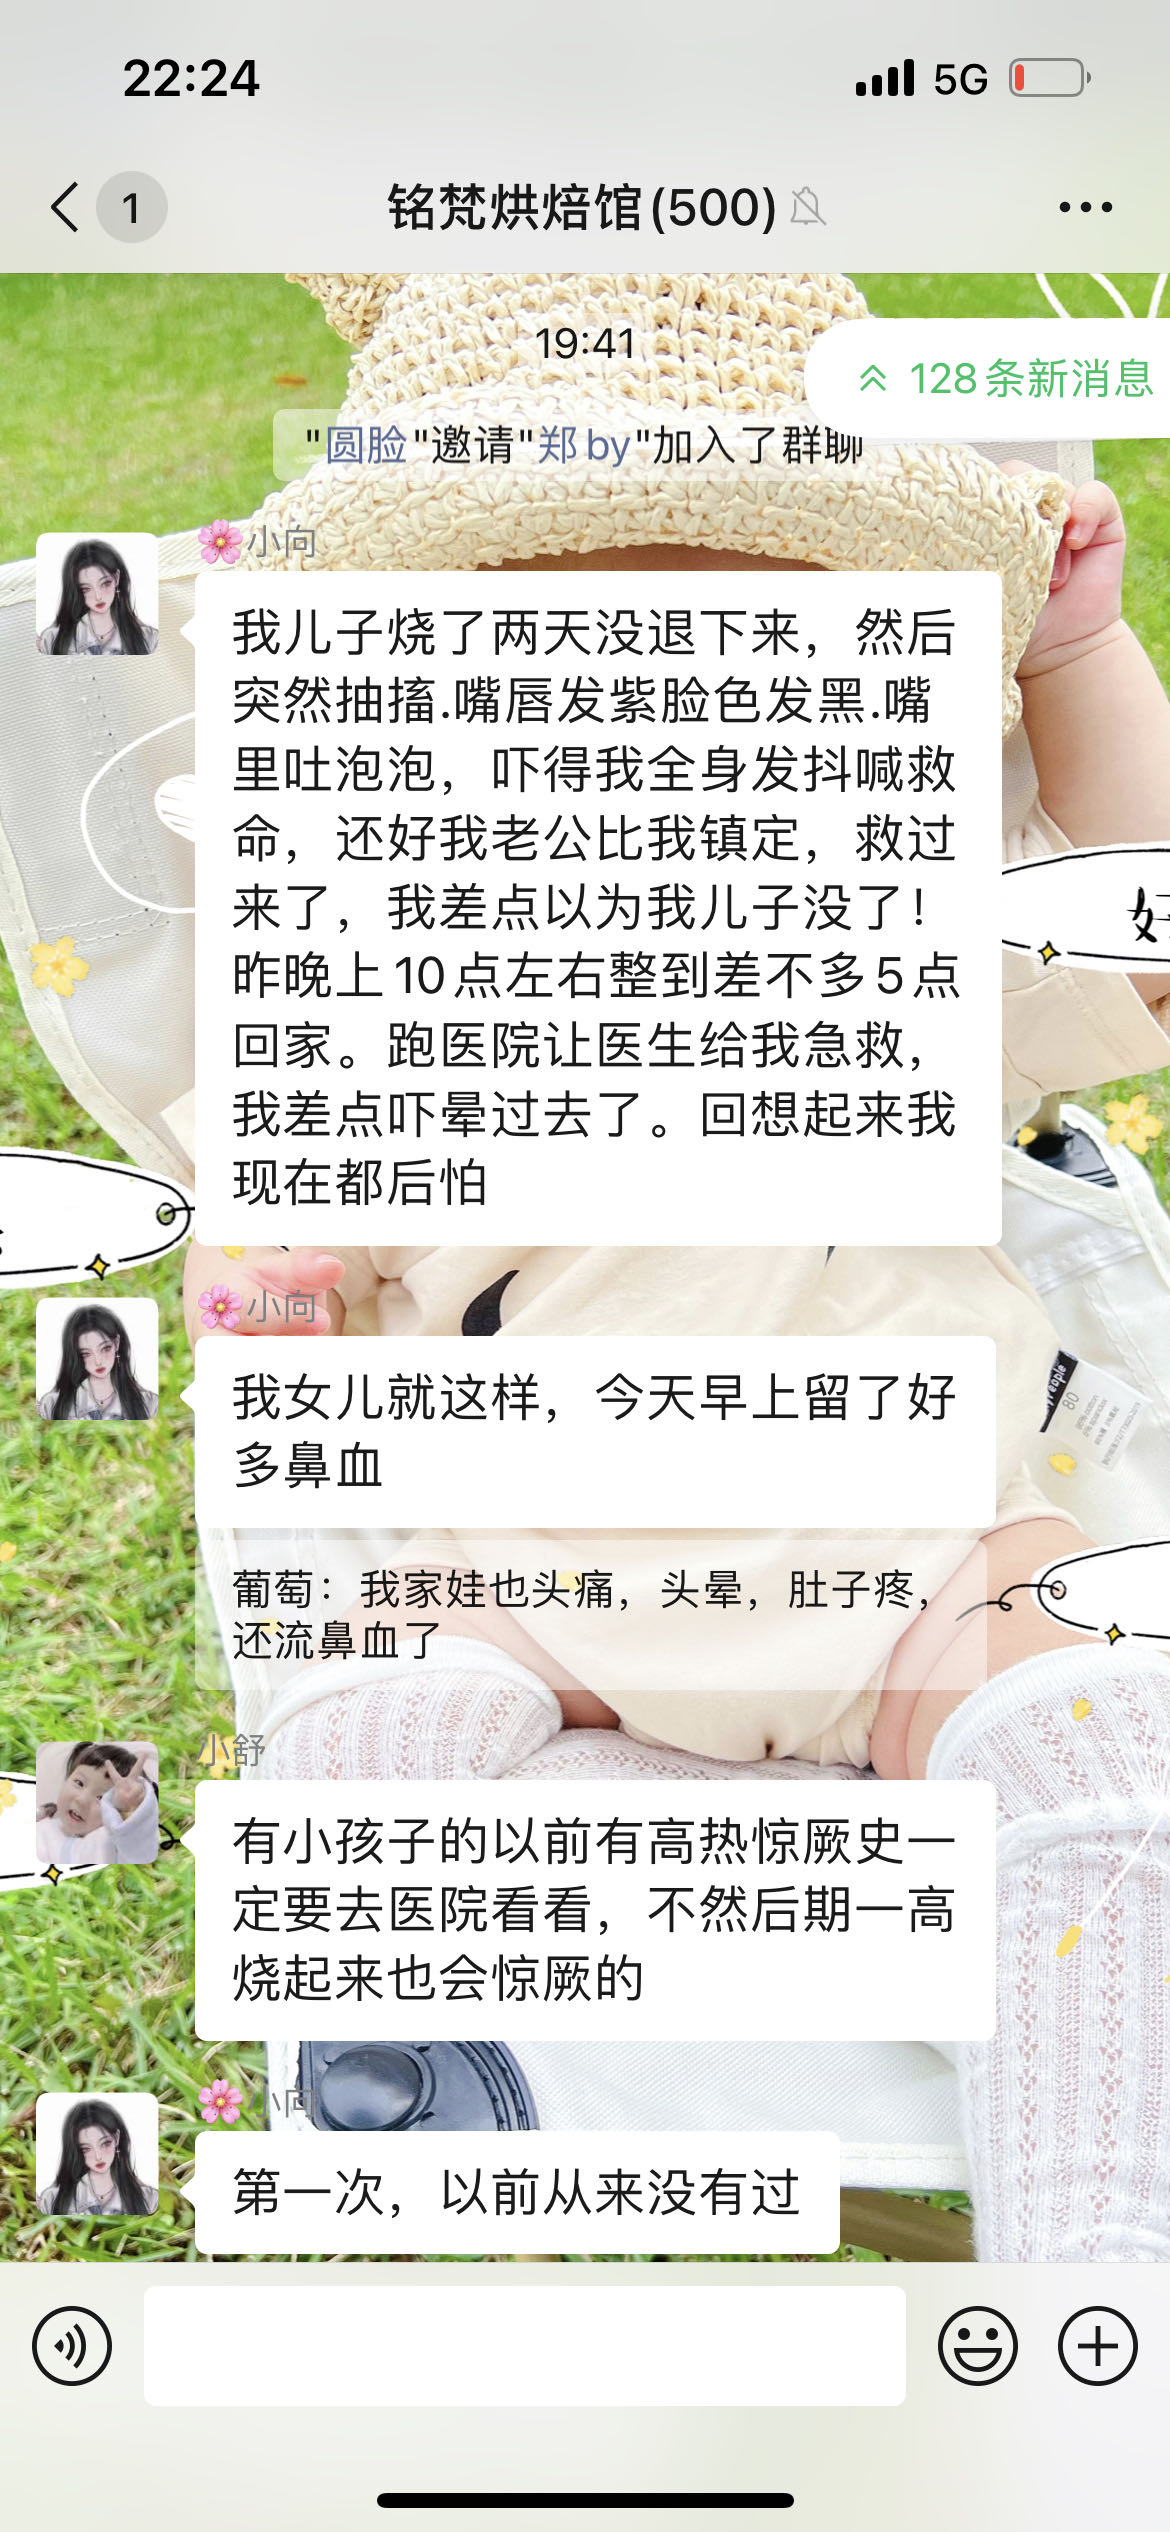 22:24
5G
1
铭梵烘焙馆(500)
19:41
128条新消息
"圆脸"邀请"郑by"加入了群聊
🌸小向
我儿子烧了两天没退下来，然后
突然抽搐.嘴唇发紫脸色发黑.嘴
里吐泡泡，吓得我全身发抖喊救
命，还好我老公比我镇定，救过
来了，我差点以为我儿子没了！
昨晚上10点左右整到差不多5点
回家。跑医院让医生给我急救，
我差点吓晕过去了。回想起来我
现在都后怕
🌸小向
我女儿就这样，今天早上留了好
多鼻血
葡萄：我家娃也头痛，头晕，肚子疼，
还流鼻血了
小舒
有小孩子的以前有高热惊厥史一
定要去医院看看，不然后期一高
烧起来也会惊厥的
🌸小向
第一次，以前从来没有过
80